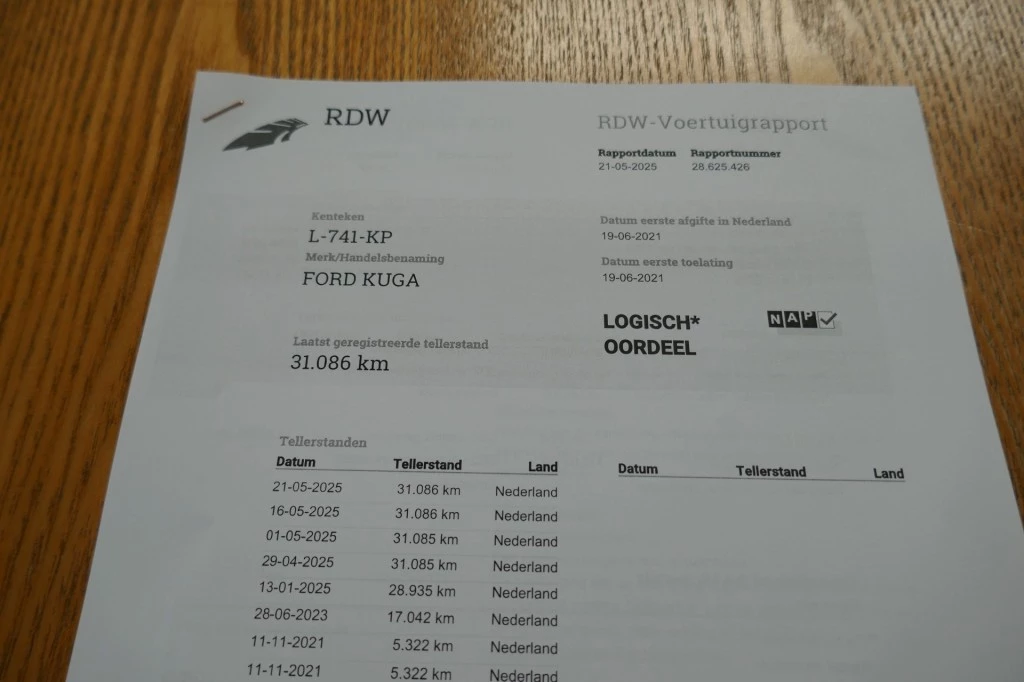 RDW
RDW-Voertuigrapport
Rapportdatum Rapportnummer
21-05-2025 28.625.426
Kenteken
L-741-KP
Merk/Handelsbenaming
FORD KUGA
Laatst geregistreerde tellerstand
31.086 km
Datum eerste afgifte in Nederland
19-06-2021
Datum eerste toelating
19-06-2021
LOGISCH*
OORDEEL
NAP
Tellerstanden
Datum Tellerstand Land
21-05-2025 31.086 km Nederland
16-05-2025 31.086 km Nederland
01-05-2025 31.085 km Nederland
29-04-2025 31.085 km Nederland
13-01-2025 28.935 km Nederland
28-06-2023 17.042 km Nederland
11-11-2021 5.322 km Nederland
11-11-2021 5.322 km Nederland
Datum Tellerstand Land